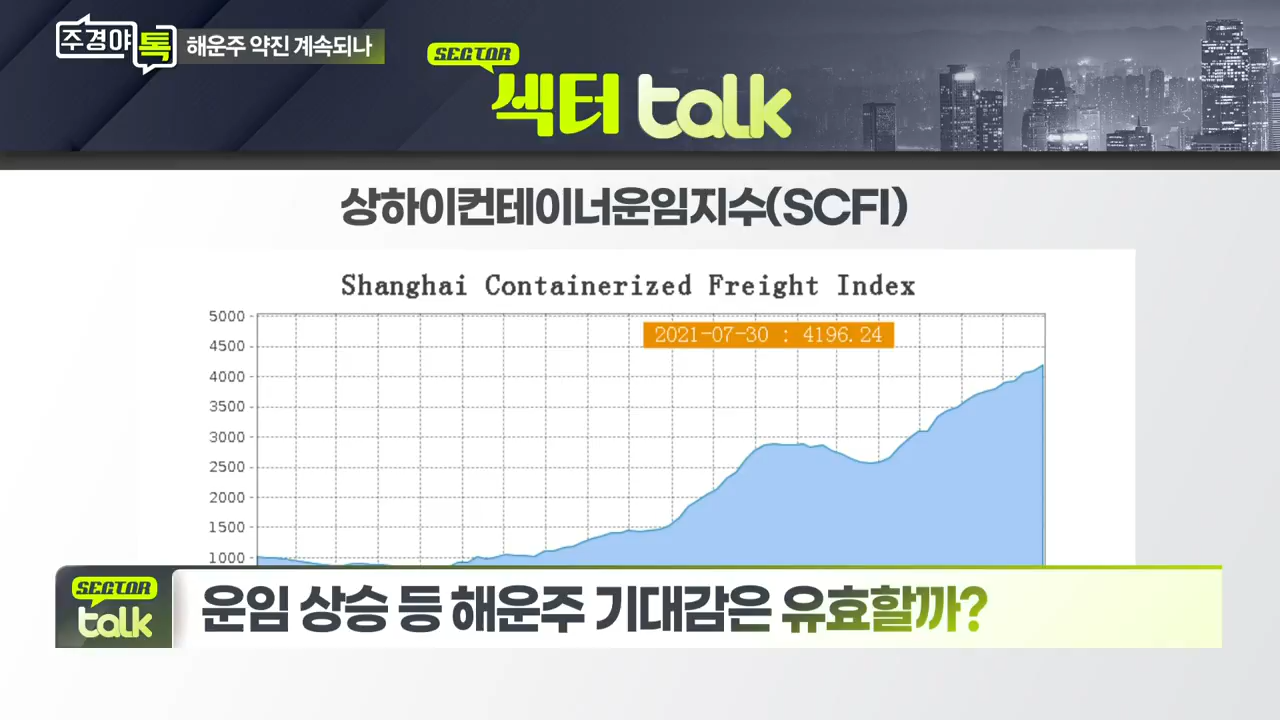 주경야톡 해운주 약진 계속되나
SECTOR
섹터 talk
상하이컨테이너운임지수(SCFI)
Shanghai Containerized Freight Index
2021-07-30 : 4196.24
5000
4500
4000
3500
3000
2500
2000
1500
1000
SECTOR
talk
운임 상승 등 해운주 기대감은 유효할까?